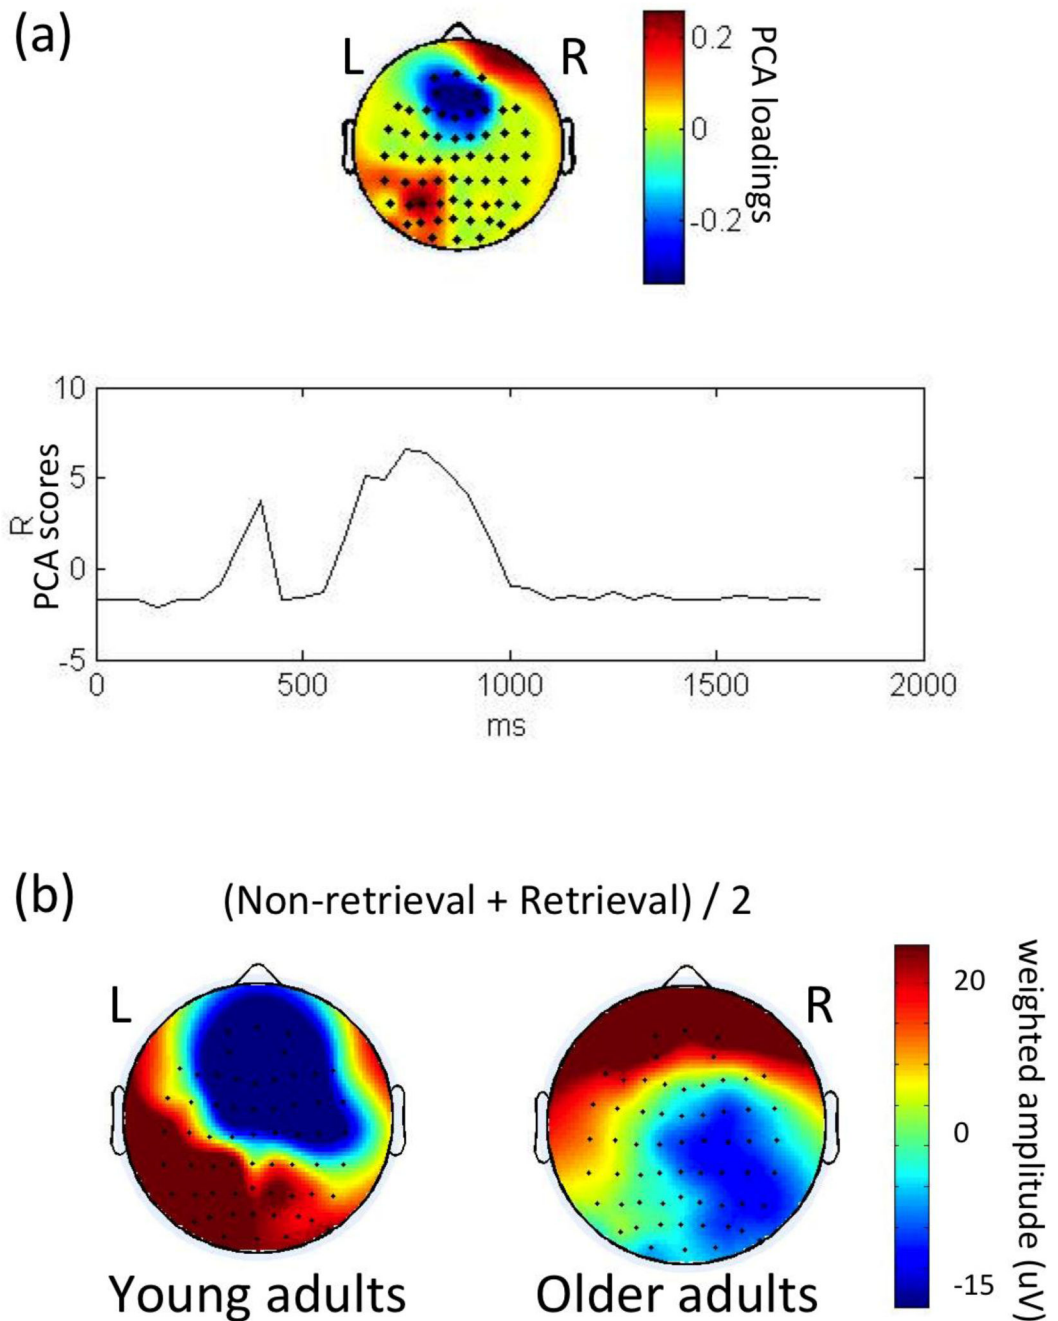 (a)
L
R
0.2
0
-0.2
PCA loadings
10
5
0
-5
R
PCA scores
0
500
1000
1500
2000
ms
(b)
(Non-retrieval + Retrieval) / 2
L
R
20
0
-15
weighted amplitude (uV)
Young adults
Older adults